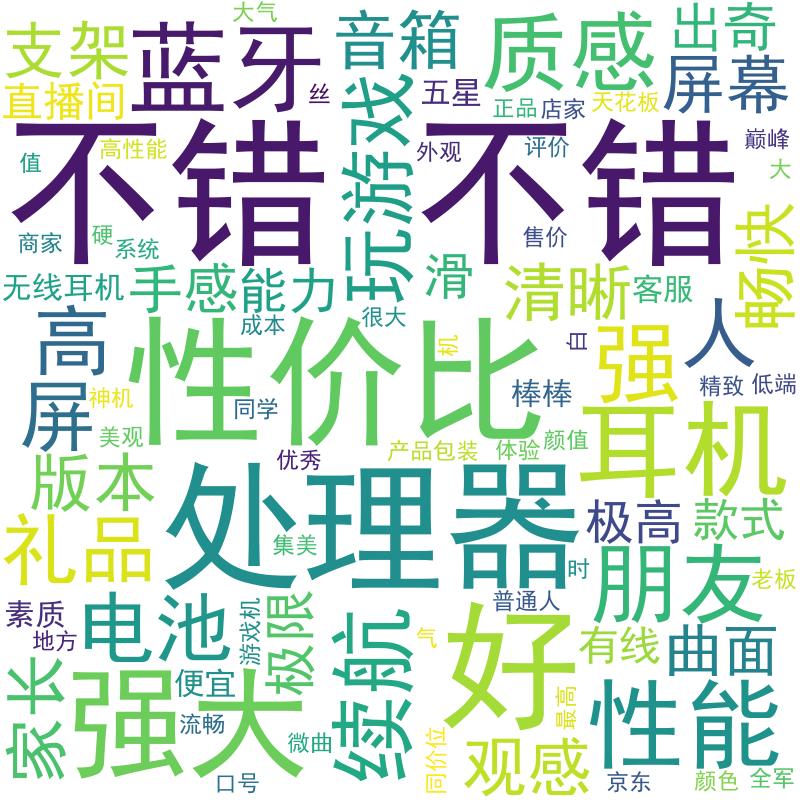 大气
支架
蓝牙
音箱
质感
出奇
直播间
丝
五星
正品
店家
天花板
屏幕
不错
不错
玩游戏
高性能
值
外观
评价
巅峰
大
商家
硬
系统
售价
畅快
无线耳机
手感
能力
滑
清晰
客服
成本
很大
高
性价比
机
白
强
人
屏
神机
同学
棒棒
精致
低端
美观
优秀
产品包装
体验
颜值
耳机
版本
处理器
极高
款式
礼品
集美
时
朋友
老板
素质
地方
电池
游戏机
极限
续航
气
好
普通人
有线
曲面
家长
强大
便宜
流畅
微曲
同价位
观感
最高
性能
口号
京东
颜色
全军